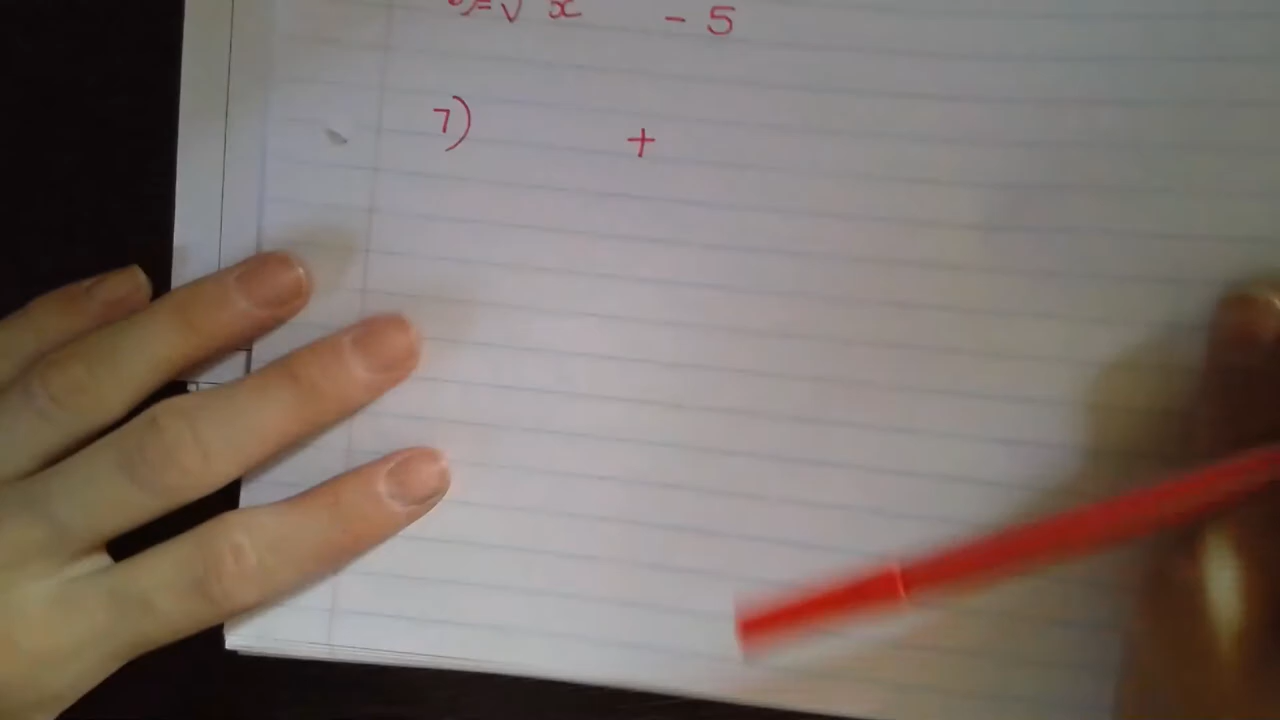 =√ x - 5
7) +